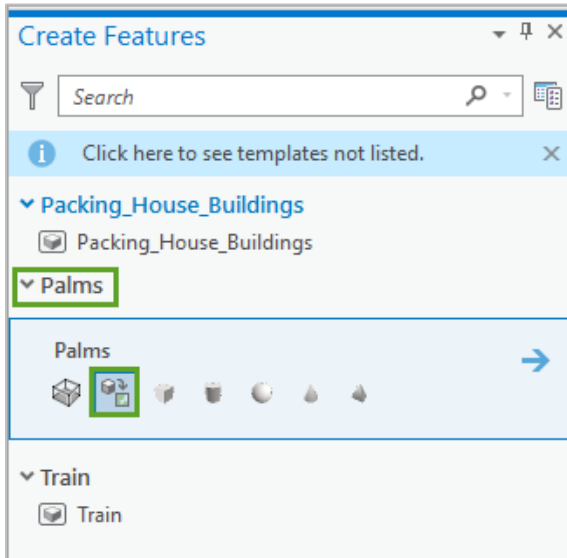 Create Features
Search
Click here to see templates not listed.
Packing_House_Buildings
Packing_House_Buildings
Palms
Palms
Train
Train